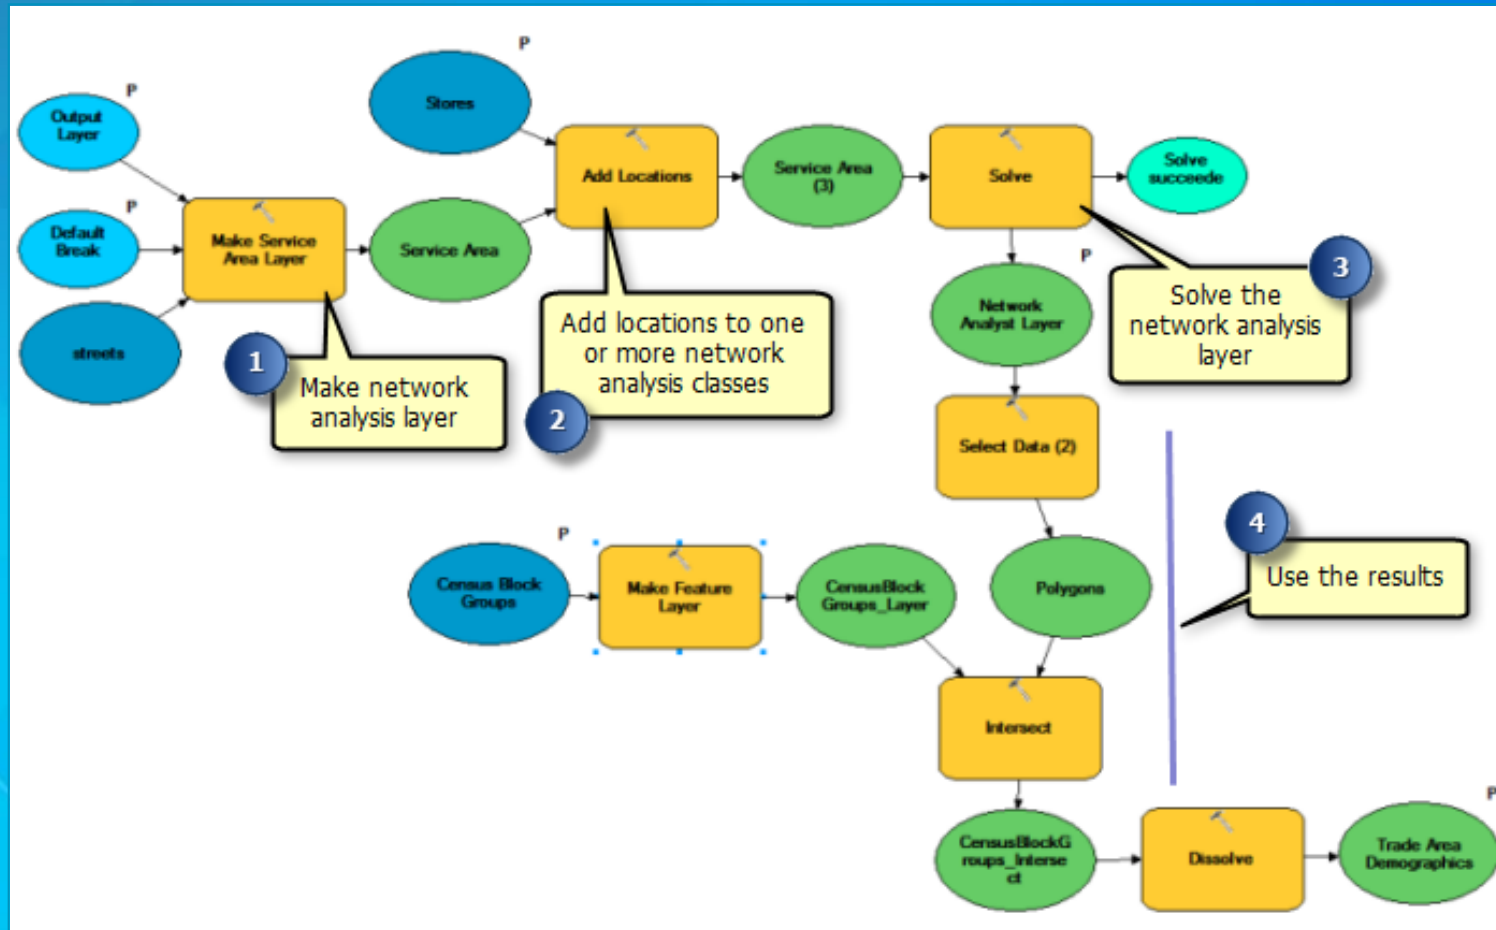 P
Output
Layer
P
Default
Break
streets
Make Service
Area Layer
1
Make network
analysis layer
P
Stores
Service Area
Add Locations
2
Add locations to one
or more network
analysis classes
Service Area
(3)
Solve
Solve
succeede
3
Solve the
network analysis
layer
P
Network
Analyst Layer
Select Data (2)
4
Use the results
P
Census Block
Groups
Make Feature
Layer
CensusBlock
Groups_Layer
Polygons
Intersect
CensusBlockG
roups_Interse
ct
Dissolve
P
Trade Area
Demographics